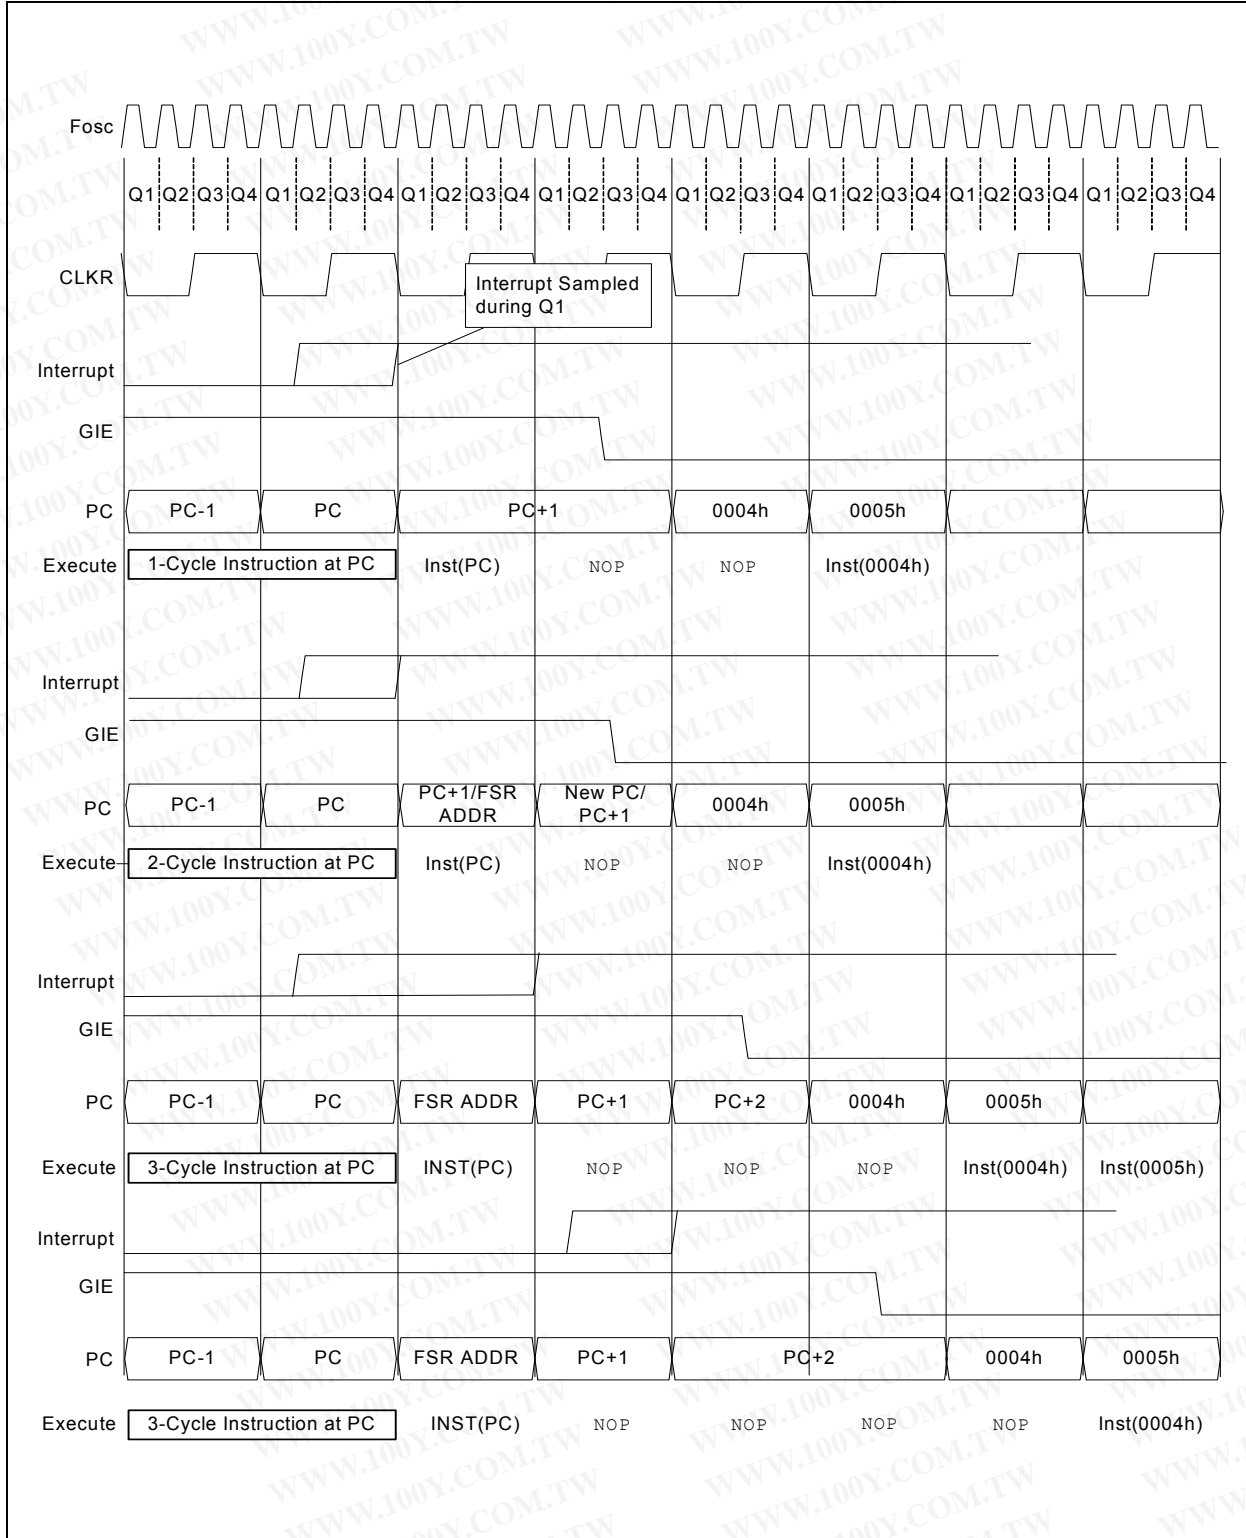 Fosc
Q1 Q2 Q3 Q4 Q1 Q2 Q3 Q4 Q1 Q2 Q3 Q4 Q1 Q2 Q3 Q4 Q1 Q2 Q3 Q4 Q1 Q2 Q3 Q4 Q1 Q2 Q3 Q4 Q1 Q2 Q3 Q4
CLKR
Interrupt Sampled
during Q1
Interrupt
GIE
PC PC-1 PC PC+1 0004h 0005h
Execute 1-Cycle Instruction at PC Inst(PC) NOP NOP Inst(0004h)
Interrupt
GIE
PC PC-1 PC PC+1/FSR ADDR New PC/ PC+1 0004h 0005h
Execute 2-Cycle Instruction at PC Inst(PC) NOP NOP Inst(0004h)
Interrupt
GIE
PC PC-1 PC FSR ADDR PC+1 PC+2 0004h 0005h
Execute 3-Cycle Instruction at PC INST(PC) NOP NOP NOP Inst(0004h) Inst(0005h)
Interrupt
GIE
PC PC-1 PC FSR ADDR PC+1 PC+2 0004h 0005h
Execute 3-Cycle Instruction at PC INST(PC) NOP NOP NOP NOP Inst(0004h)
WWW.100Y.COM.TW